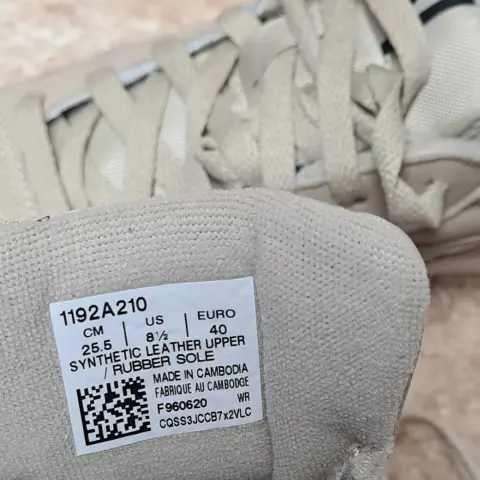 1192A210
CM | US | EURO
25.5 | 8½ | 40
SYNTHETIC LEATHER UPPER
/ RUBBER SOLE
MADE IN CAMBODIA
FABRIQUE AU CAMBODGE
F960620 WR
CQSS3JCCB7x2VLC